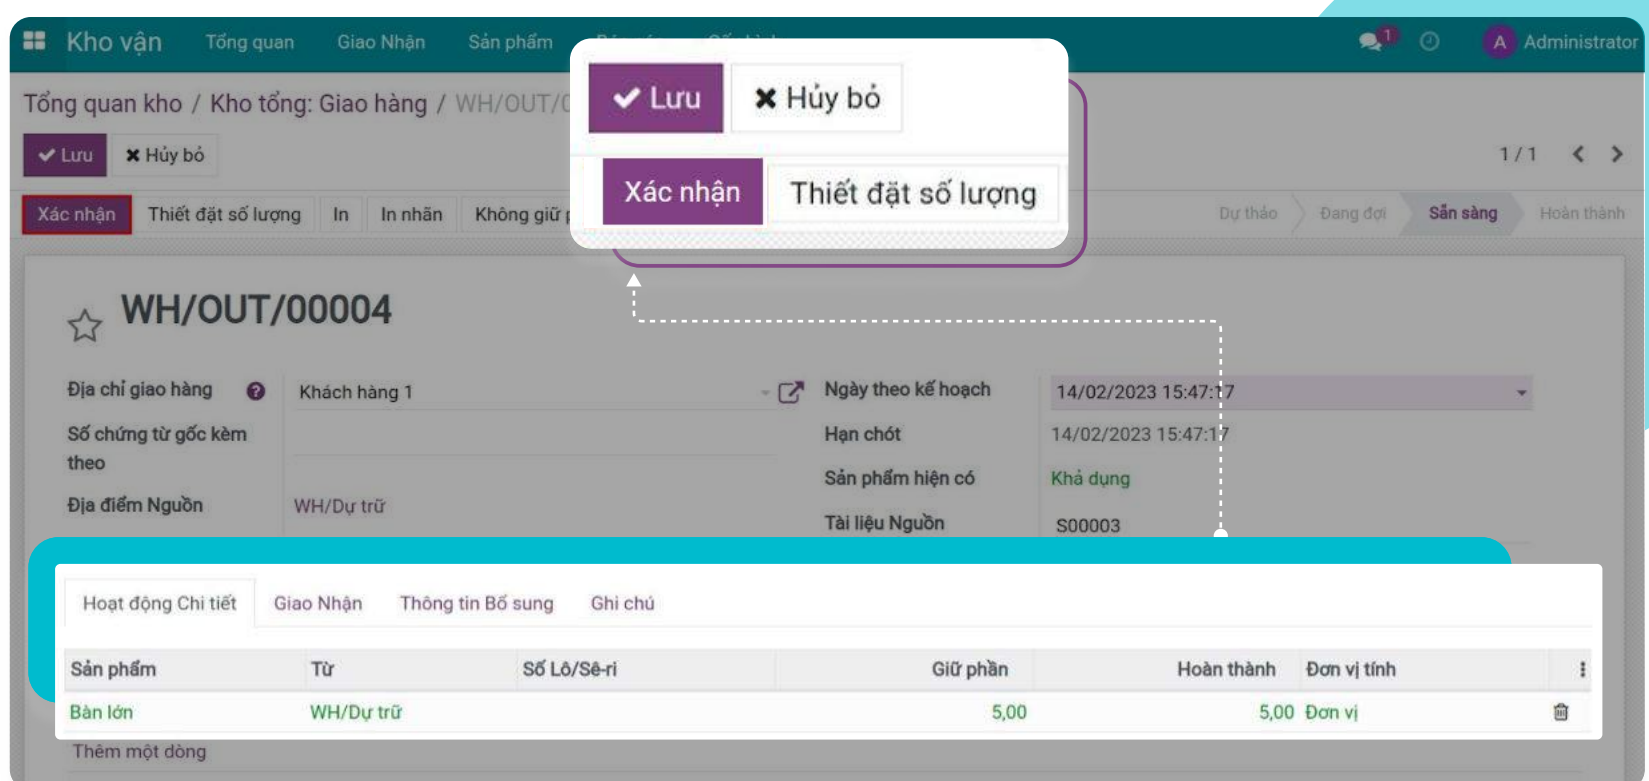 Kho vận Tổng quan Giao Nhận Sản phẩm 1 A Administrator
Tổng quan kho / Kho tổng: Giao hàng / WH/OUT/0
Lưu Hủy bỏ
1 / 1
Xác nhận Thiết đặt số lượng In In nhãn Không giữ
Lưu Hủy bỏ
Xác nhận Thiết đặt số lượng
Dự thảo Đang đợi Sẵn sàng Hoàn thành
WH/OUT/00004
Địa chỉ giao hàng ? Khách hàng 1
Số chứng từ gốc kèm
theo
Địa điểm Nguồn WH/Dự trữ
Ngày theo kế hoạch 14/02/2023 15:47:17
Hạn chót 14/02/2023 15:47:17
Sản phẩm hiện có Khả dụng
Tài liệu Nguồn S00003
Hoạt động Chi tiết Giao Nhận Thông tin Bổ sung Ghi chú
Sản phẩm Từ Số Lô/Sê-ri Giữ phần Hoàn thành Đơn vị tính
Bàn lớn WH/Dự trữ 5,00 5,00 Đơn vị
Thêm một dòng